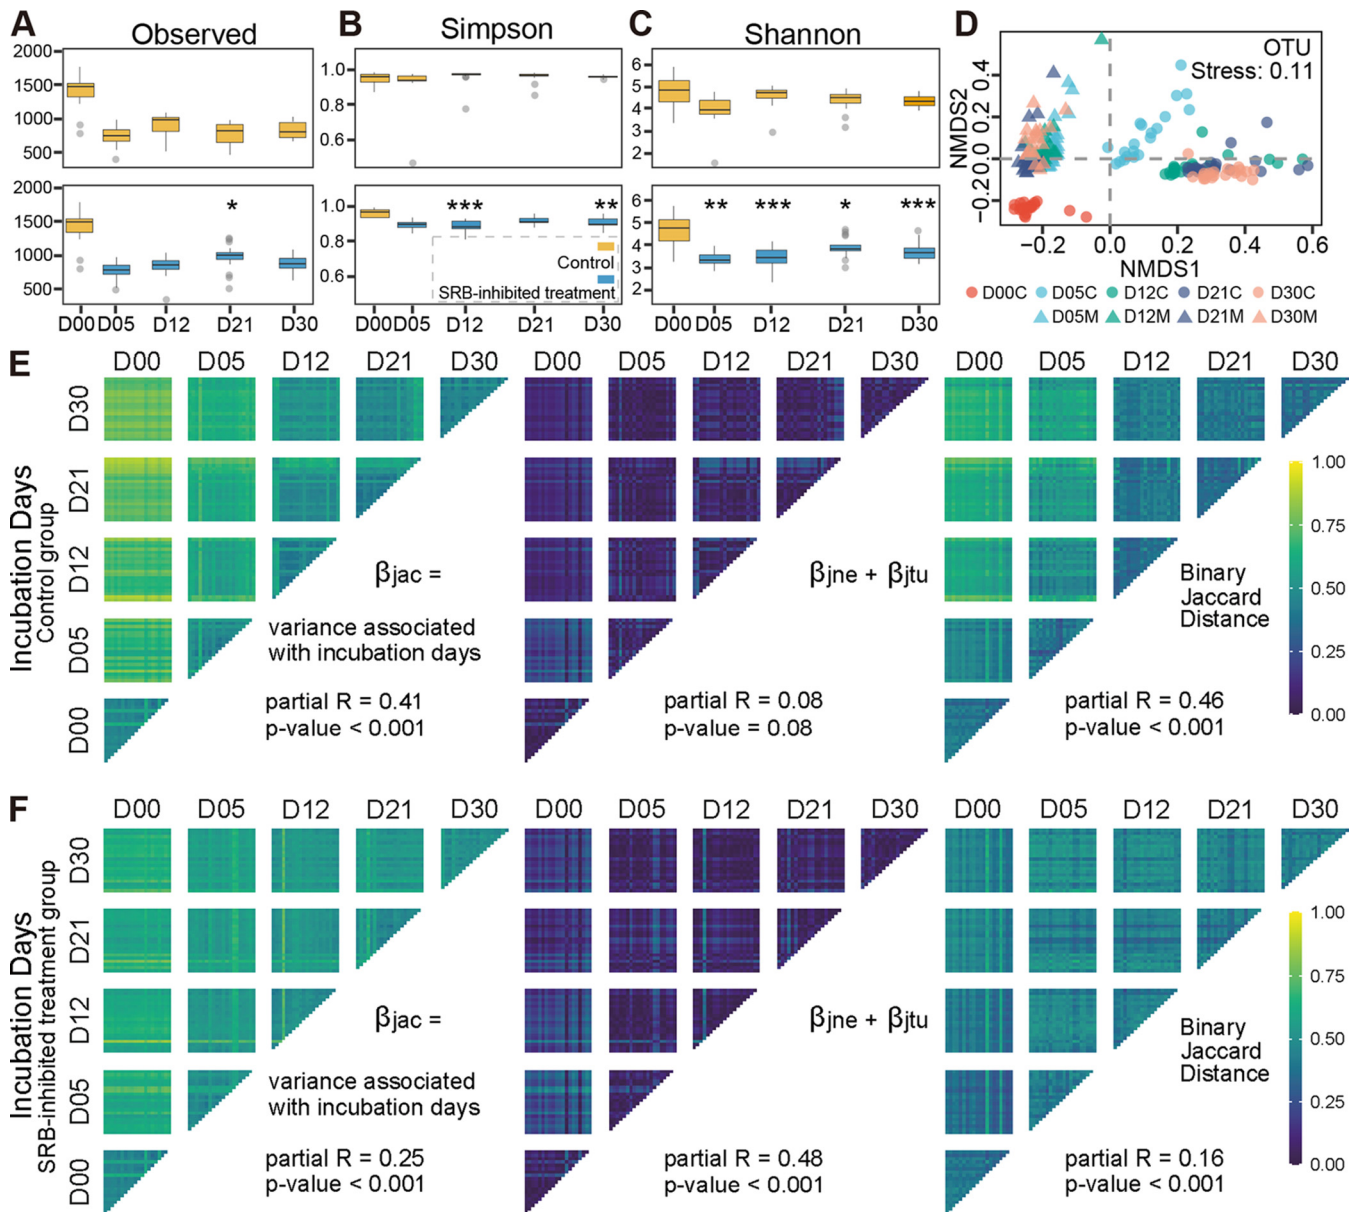 A
Observed
2000
1500
1000
500
2000
1500
1000
500
*
D00 D05 D12 D21 D30
B
Simpson
1.0
0.8
0.6
1.0
0.8
0.6
***
**
Control
SRB-inhibited treatment
D00 D05 D12 D21 D30
C
Shannon
6
5
4
3
2
6
5
4
3
2
** *** * ***
D00 D05 D12 D21 D30
D
OTU
Stress: 0.11
NMDS2
0.4
0.2
0.0
−0.2
−0.2 0.0 0.2 0.4 0.6
NMDS1
D00C D05C D12C D21C D30C
D05M D12M D21M D30M
E
D00 D05 D12 D21 D30 D00 D05 D12 D21 D30 D00 D05 D12 D21 D30
Incubation Days
Control group
D30
D21
D12
D05
D00
βjac =
βjne + βjtu
Binary
Jaccard
Distance
variance associated
with incubation days
partial R = 0.41
p-value < 0.001
partial R = 0.08
p-value = 0.08
partial R = 0.46
p-value < 0.001
1.00
0.75
0.50
0.25
0.00
F
D00 D05 D12 D21 D30 D00 D05 D12 D21 D30 D00 D05 D12 D21 D30
Incubation Days
SRB-inhibited treatment group
D30
D21
D12
D05
D00
βjac =
βjne + βjtu
Binary
Jaccard
Distance
variance associated
with incubation days
partial R = 0.25
p-value < 0.001
partial R = 0.48
p-value < 0.001
partial R = 0.16
p-value < 0.001
1.00
0.75
0.50
0.25
0.00